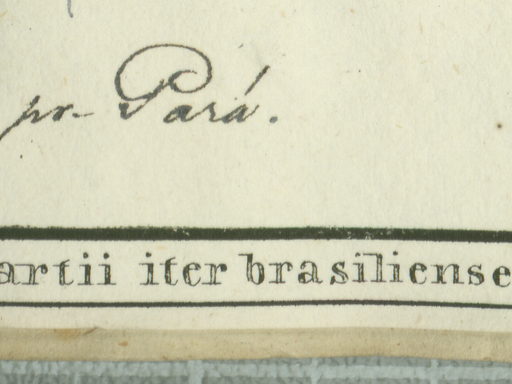 pr. Pará.
artii iter brasiliense